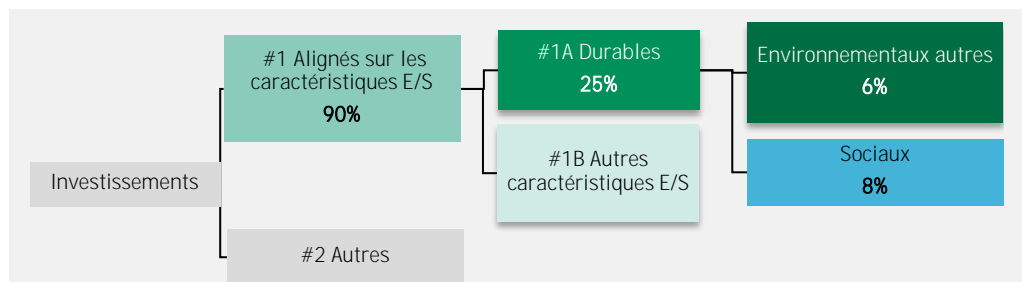 Investissements
#1 Alignés sur les
caractéristiques E/S
90%
#2 Autres
#1A Durables
25%
#1B Autres
caractéristiques E/S
Environnementaux autres
6%
Sociaux
8%